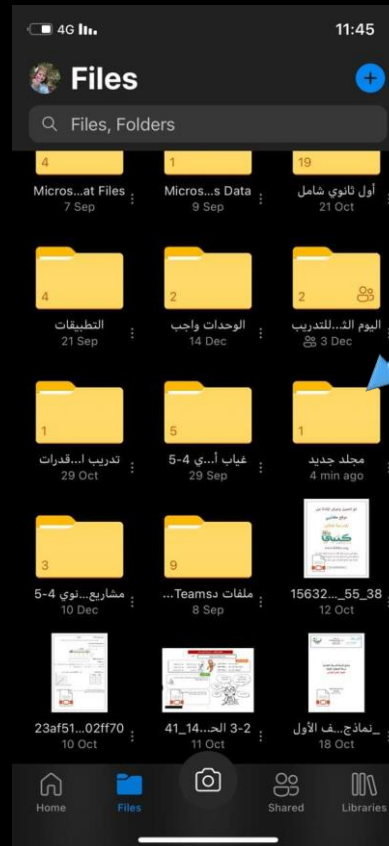 4G
11:45
Files
Files, Folders
4
1
19
Micros...at Files
Micros...s Data
أول ثانوي شامل
7 Sep
9 Sep
21 Oct
4
2
2
التطبيقات
الوحدات واجب
اليوم الث...للتدريب
21 Sep
14 Dec
3 Dec
1
5
1
تدريب ا...قدرات
غياب أ...ي 4-5
مجلد جديد
29 Oct
29 Sep
4 min ago
3
9
كتبي
مشاريع...نوي 4-5
ملفات دTeams...
15632..._55_38
10 Dec
8 Sep
12 Oct
23af51...02ff70
3-2 الحـ...14_41
_نماذج...ف الأول
10 Oct
11 Oct
18 Oct
Home
Files
Shared
Libraries